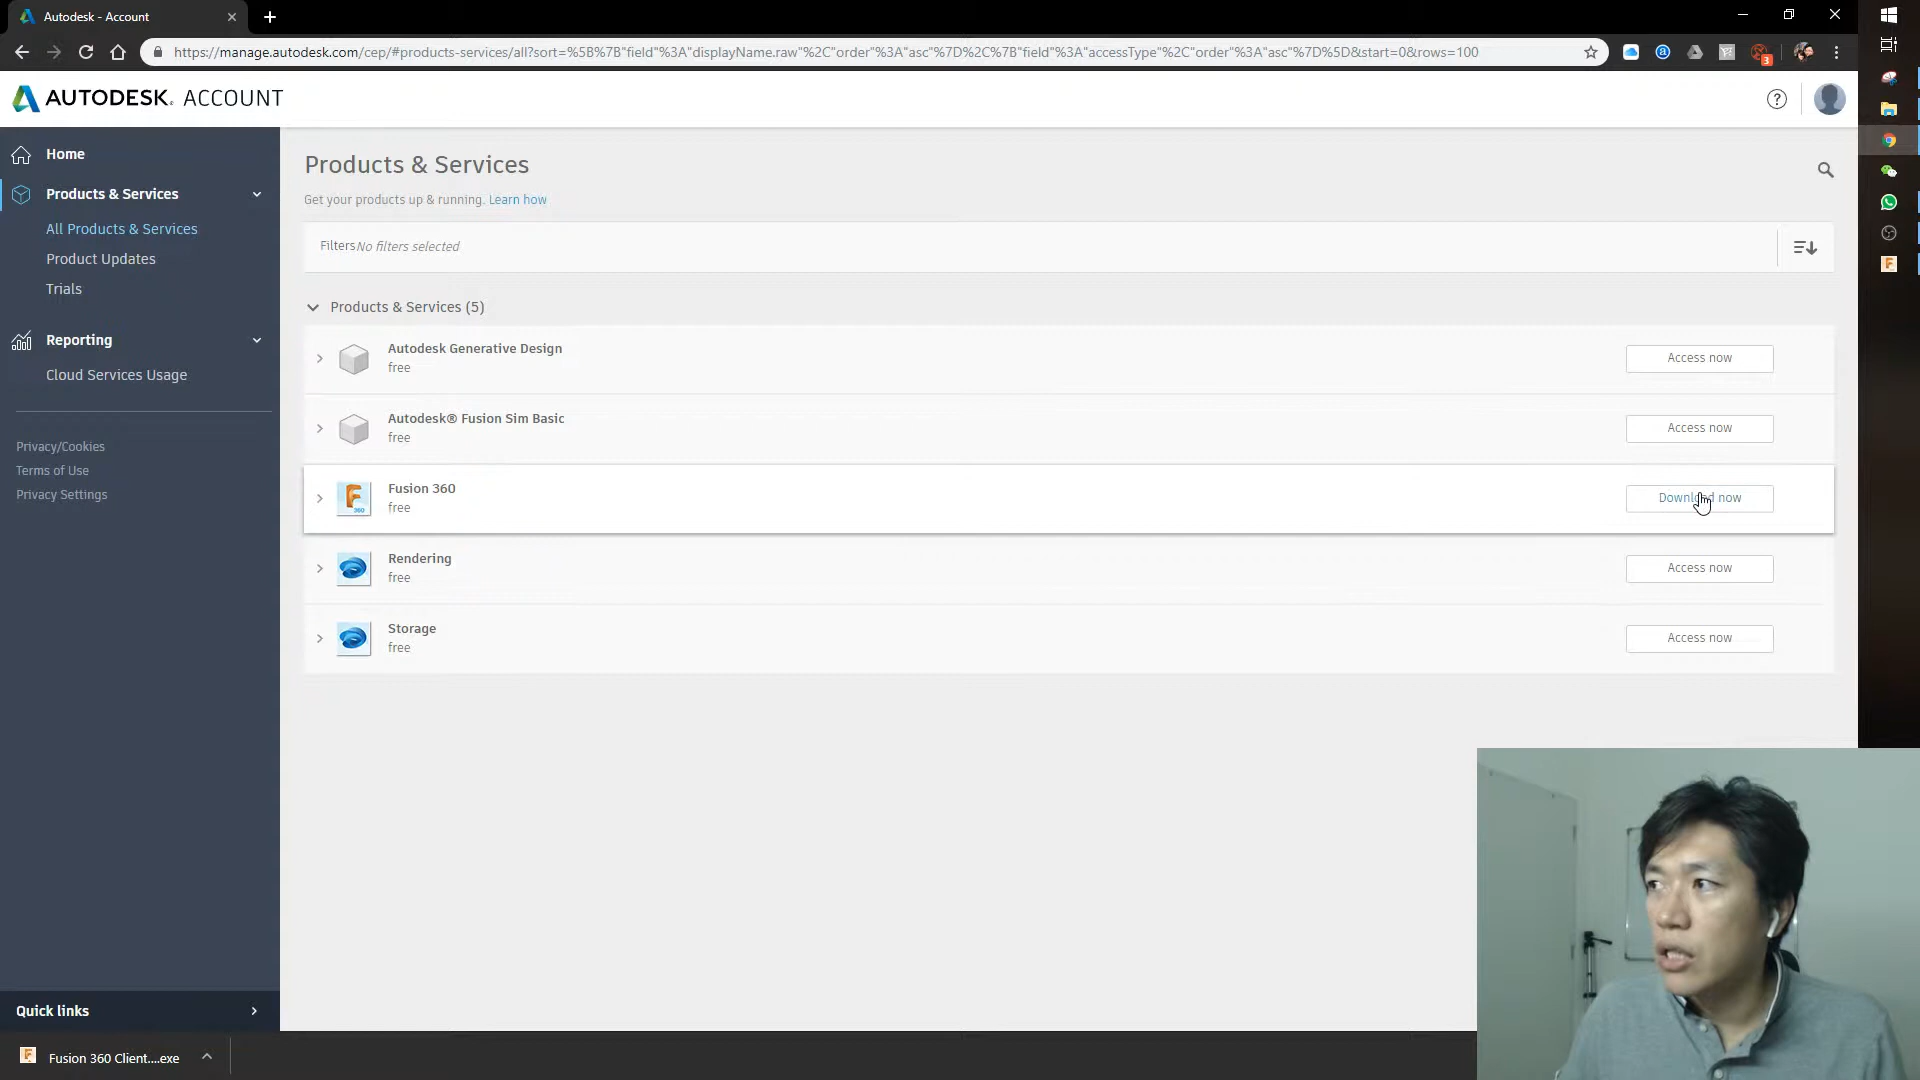 Autodesk - Account
https://manage.autodesk.com/cep/#products-services/all?sort=%5B%7B"field"%3A"displayName.raw"%2C"order"%3A"asc"%7D%2C%7B"field"%3A"accessType"%2C"order"%3A"asc"%7D%5D&start=0&rows=100
3
AUTODESK. ACCOUNT
Home
Products & Services
All Products & Services
Product Updates
Trials
Reporting
Cloud Services Usage
Privacy/Cookies
Terms of Use
Privacy Settings
Quick links
Products & Services
Get your products up & running. Learn how
Filters No filters selected
Products & Services (5)
Autodesk Generative Design
free
Access now
Autodesk® Fusion Sim Basic
free
Access now
F
360
Fusion 360
free
Download now
Rendering
free
Access now
Storage
free
Access now
Fusion 360 Client....exe